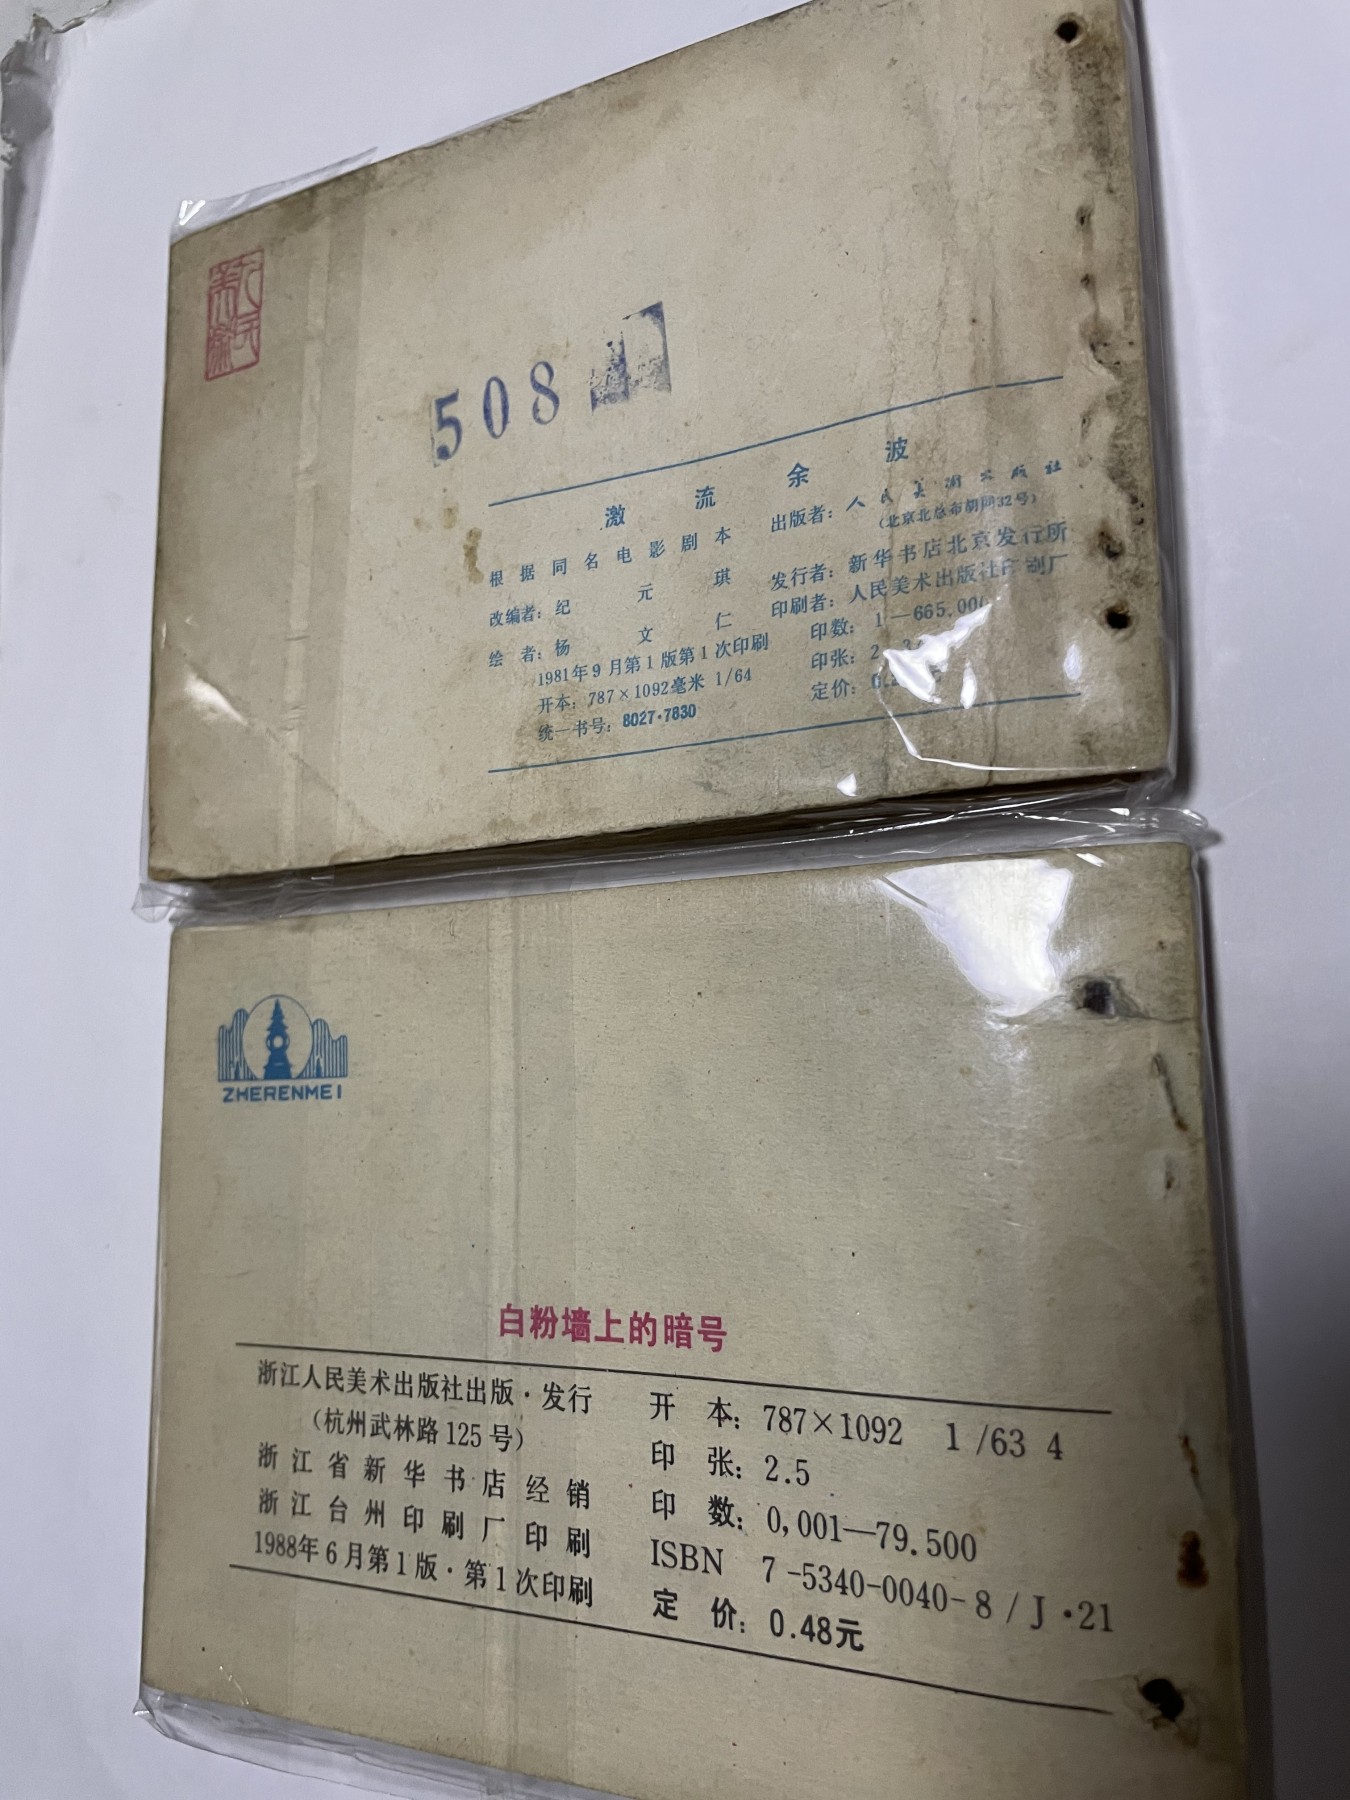 人民
美術
508
激流余波
根据同名电影剧本
改编者：纪元琪
绘者：杨文仁
1981年9月第1版第1次印刷
开本：787×1092毫米 1/64
统一书号：8027·7830
出版者：人民美術出版社
（北京北总布胡同32号）
发行者：新华书店北京发行所
印刷者：人民美术出版社印刷厂
印数：1—665,00
印张：2
定价：0.
ZHERENMEI
白粉墙上的暗号
浙江人民美术出版社出版·发行
（杭州武林路125号）
浙江省新华书店经销
浙江台州印刷厂印刷
1988年6月第1版·第1次印刷
开本：787×1092 1/63 4
印张：2.5
印数：0,001—79.500
ISBN 7-5340-0040-8/J·21
定价：0.48元